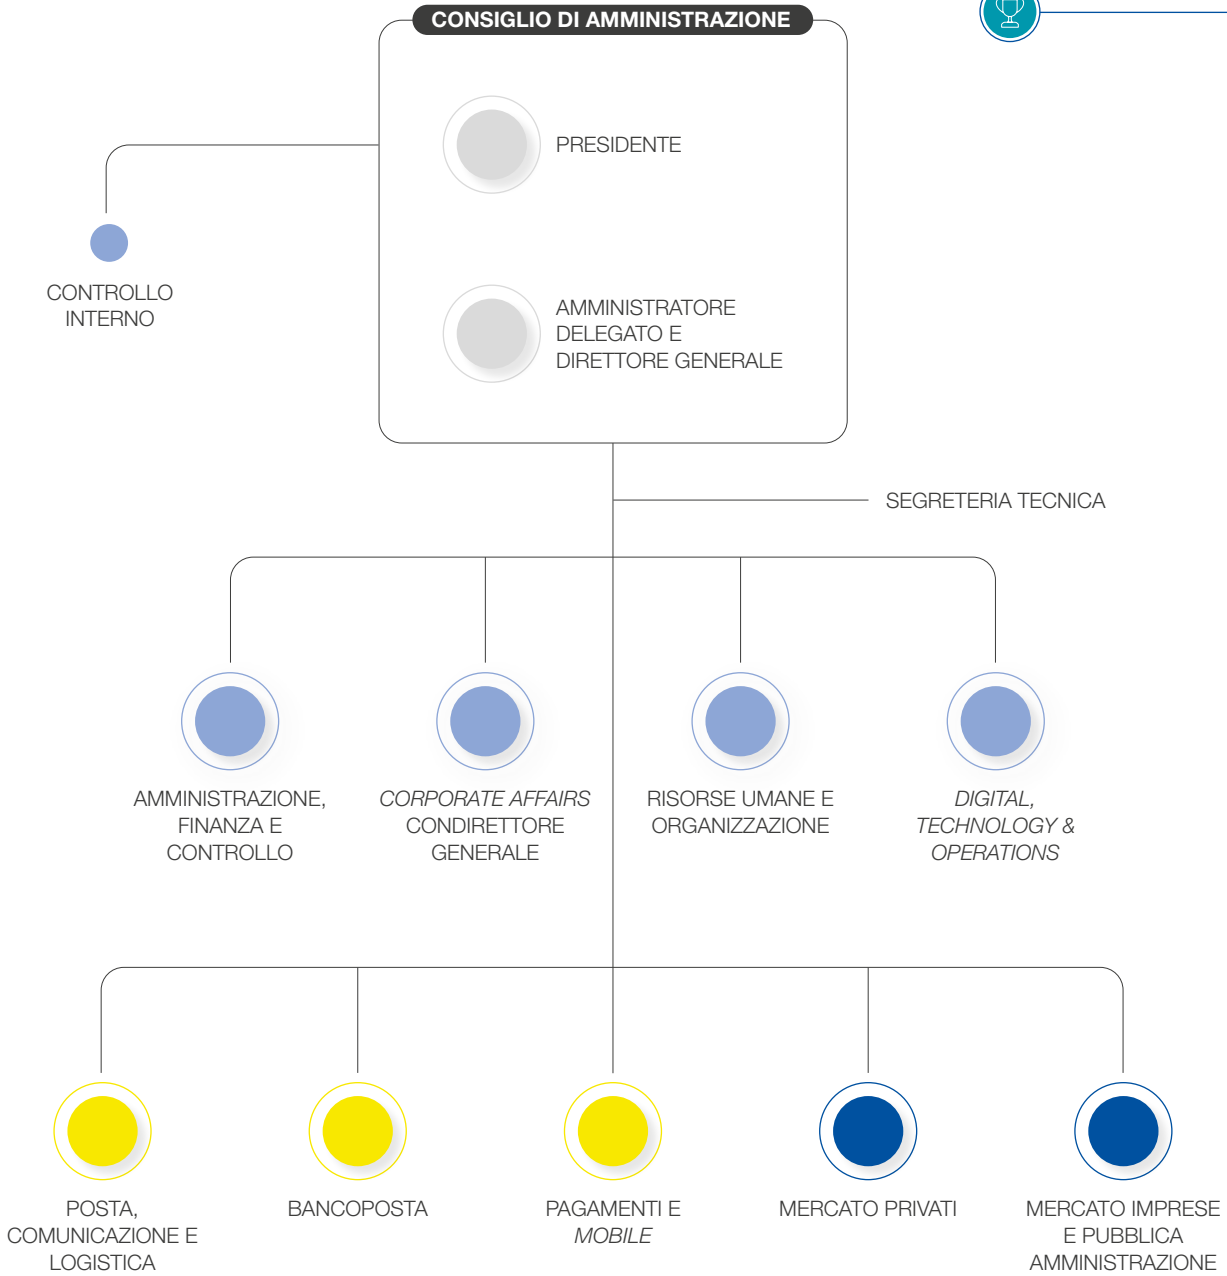 CONSIGLIO DI AMMINISTRAZIONE
PRESIDENTE
CONTROLLO
INTERNO
AMMINISTRATORE
DELEGATO E
DIRETTORE GENERALE
SEGRETERIA TECNICA
AMMINISTRAZIONE,
FINANZA E
CONTROLLO
CORPORATE AFFAIRS
CONDIRETTORE
GENERALE
RISORSE UMANE E
ORGANIZZAZIONE
DIGITAL,
TECHNOLOGY &
OPERATIONS
POSTA,
COMUNICAZIONE E
LOGISTICA
BANCOPOSTA
PAGAMENTI E
MOBILE
MERCATO PRIVATI
MERCATO IMPRESE
E PUBBLICA
AMMINISTRAZIONE